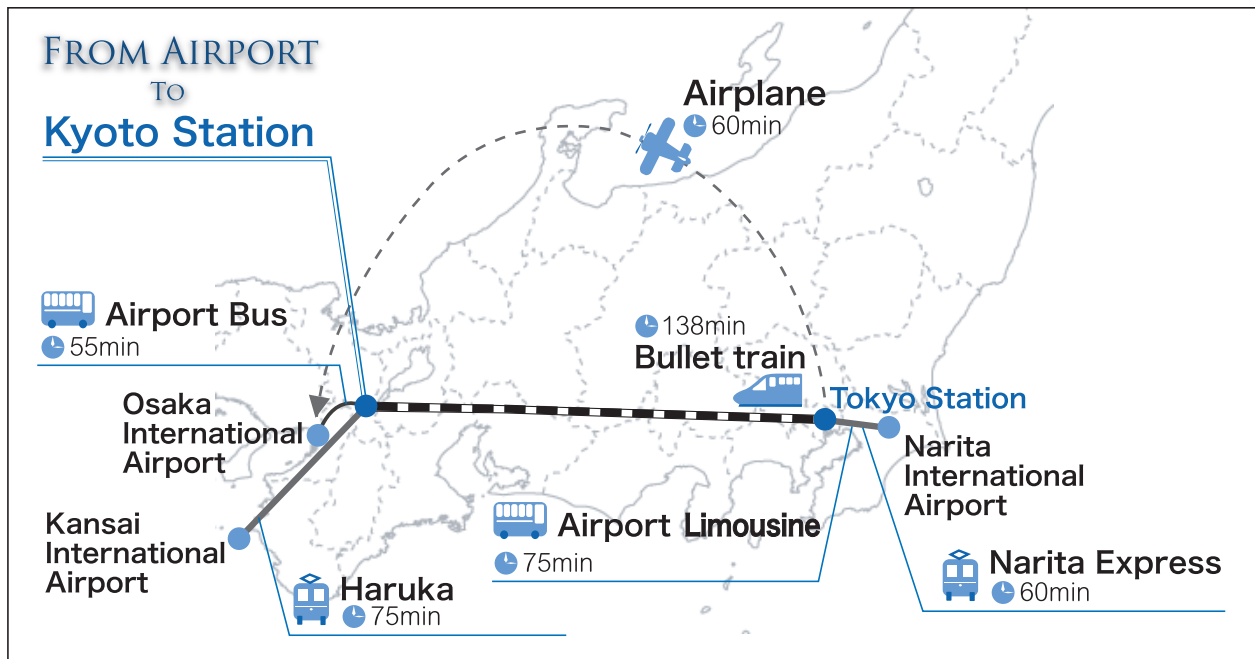 FROM AIRPORT
TO
Kyoto Station
Airplane
60min
Airport Bus
55min
138min
Bullet train
Tokyo Station
Osaka
International
Airport
Narita
International
Airport
Kansai
International
Airport
Airport Limousine
75min
Haruka
75min
Narita Express
60min